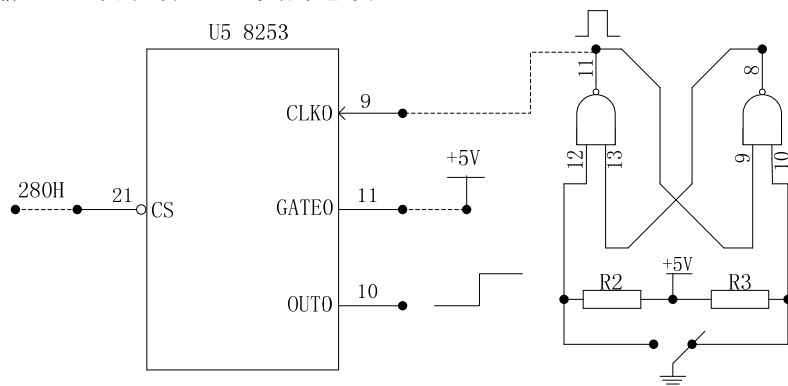 U5 8253
CLK0
9
+5V
280H
21
CS
GATE0
11
OUT0
10
11
8
12
13
9
10
+5V
R2
R3